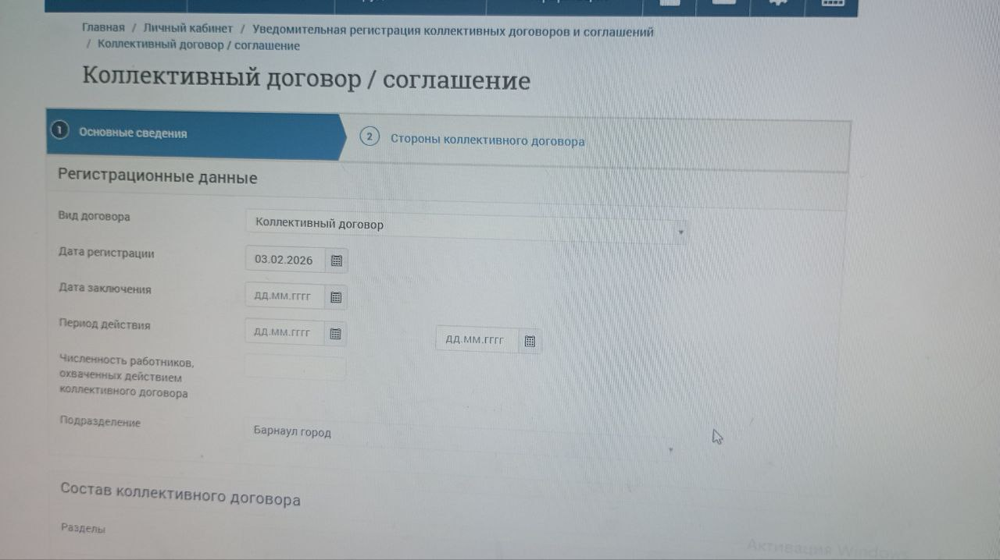 Главная / Личный кабинет / Уведомительная регистрация коллективных договоров и соглашений
/ Коллективный договор / соглашение
Коллективный договор / соглашение
1 Основные сведения
2 Стороны коллективного договора
Регистрационные данные
Вид договора
Коллективный договор
Дата регистрации
03.02.2026
Дата заключения
дд.мм.гггг
Период действия
дд.мм.гггг
дд.мм.гггг
Численность работников,
охваченных действием
коллективного договора
Подразделение
Барнаул город
Состав коллективного договора
Разделы
Активация Windows